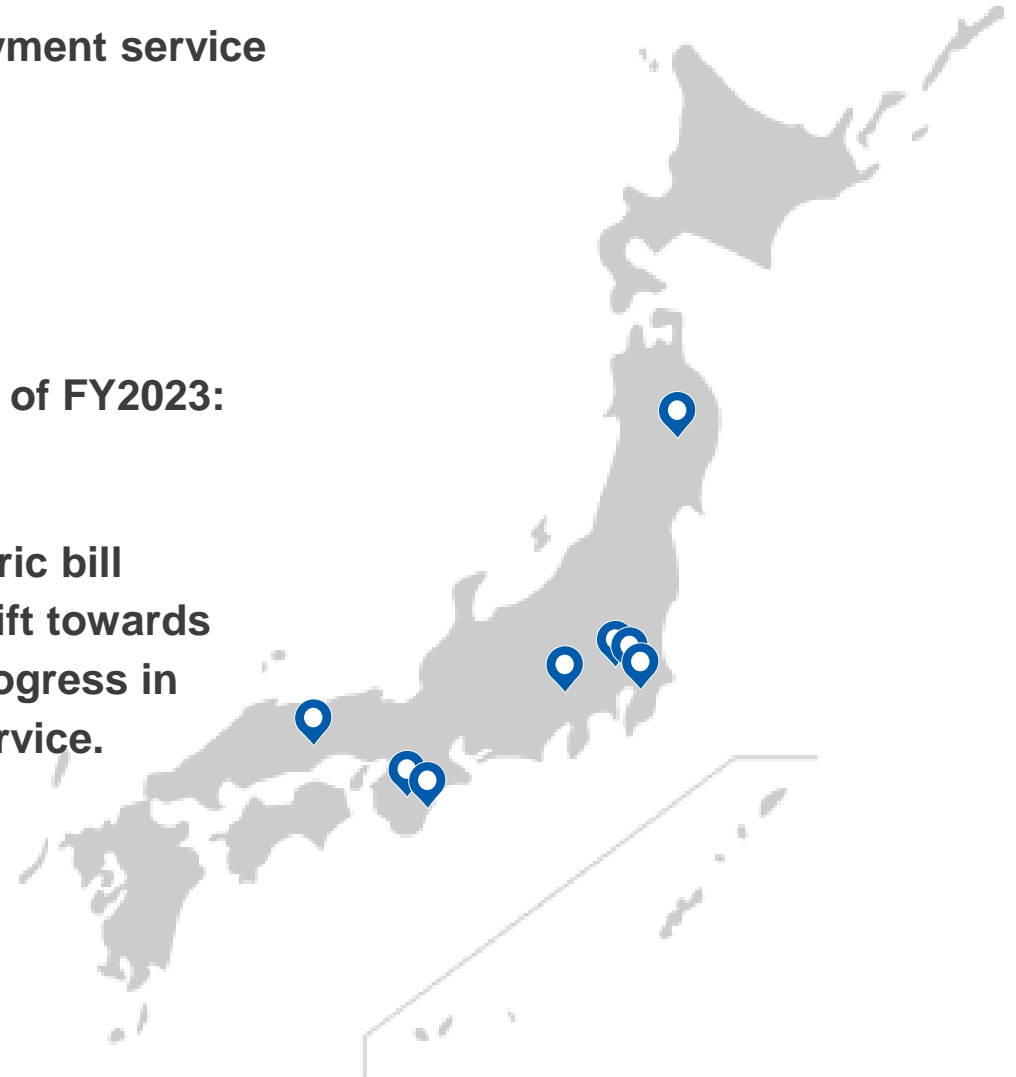 yment service
of FY2023:
ric bill
ift towards
ogress in
rvice.